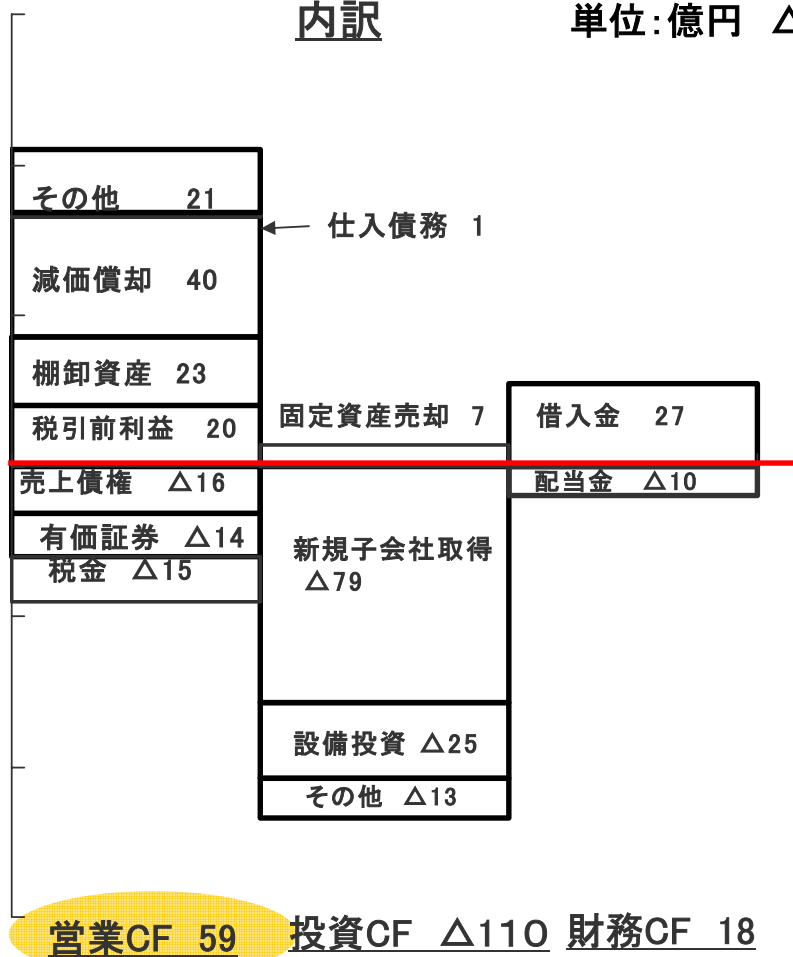 内訳 単位:億円 △
その他 21
仕入債務 1
減価償却 40
棚卸資産 23
税引前利益 20
固定資産売却 7
借入金 27
売上債権 △16
配当金 △10
有価証券 △14
税金 △15
新規子会社取得
△79
設備投資 △25
その他 △13
営業CF 59 投資CF △110 財務CF 18